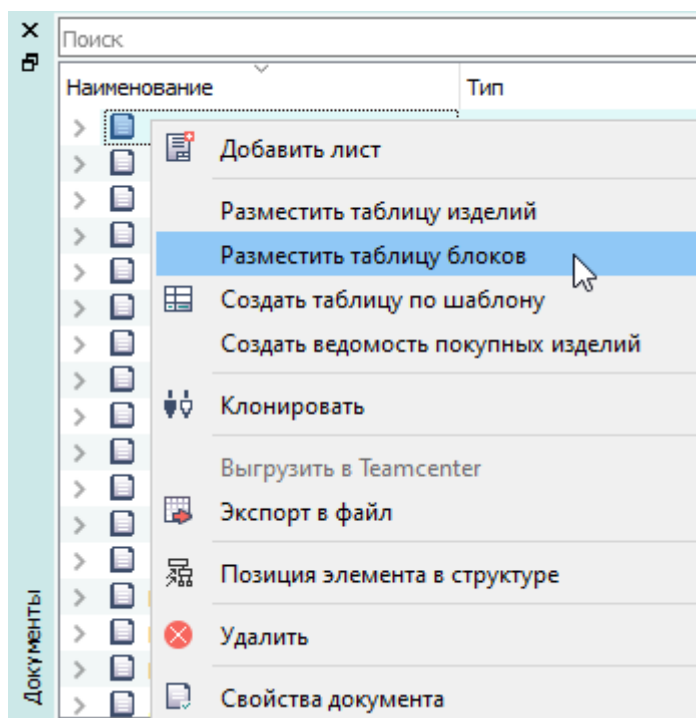 Поиск
Наименование
Тип
Добавить лист
Разместить таблицу изделий
Разместить таблицу блоков
Создать таблицу по шаблону
Создать ведомость покупных изделий
Клонировать
Выгрузить в Teamcenter
Экспорт в файл
Позиция элемента в структуре
Удалить
Свойства документа
Документы